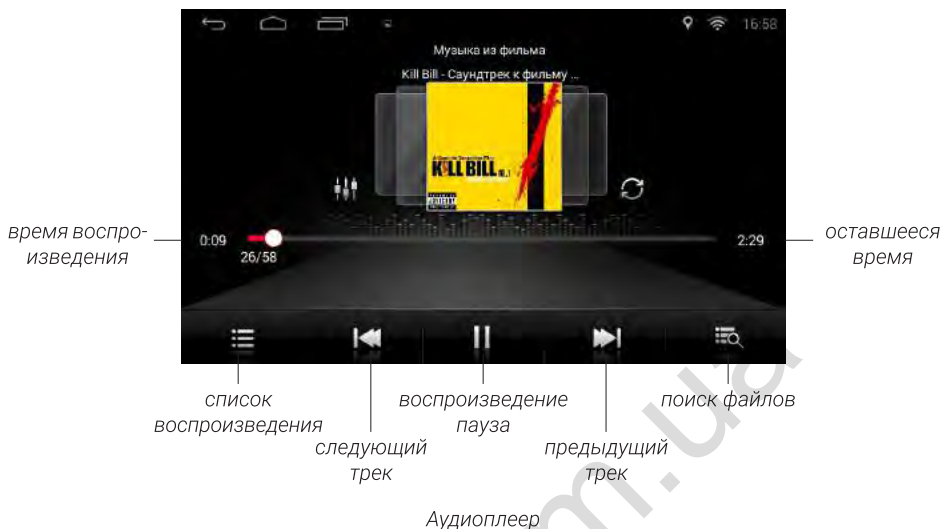 16:58
Музыка из фильма
Kill Bill - Саундтрек к фильму ...
KILL BILL
время воспро-
изведения
0:09
26/58
2:29
оставшееся
время
список
воспроизведения
следующий
трек
воспроизведение
пауза
предыдущий
трек
поиск файлов
Аудиоплеер
m.ua